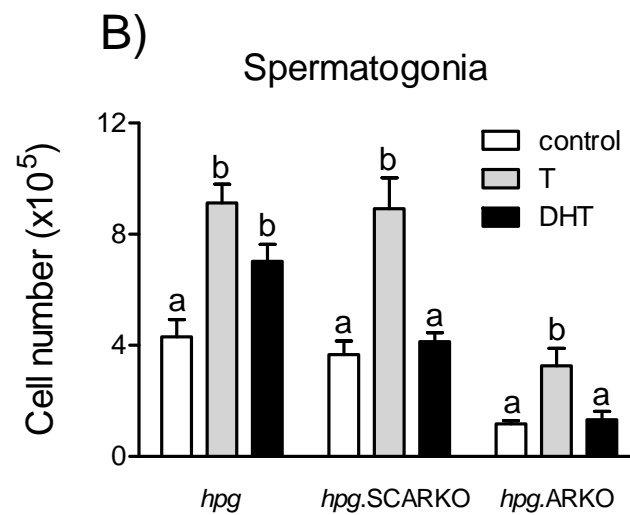 B)
Spermatogonia
Cell number (x10⁵)
12
8
4
0
control
T
DHT
a b b
a b a
a b a
hpg hpg.SCARKO hpg.ARKO